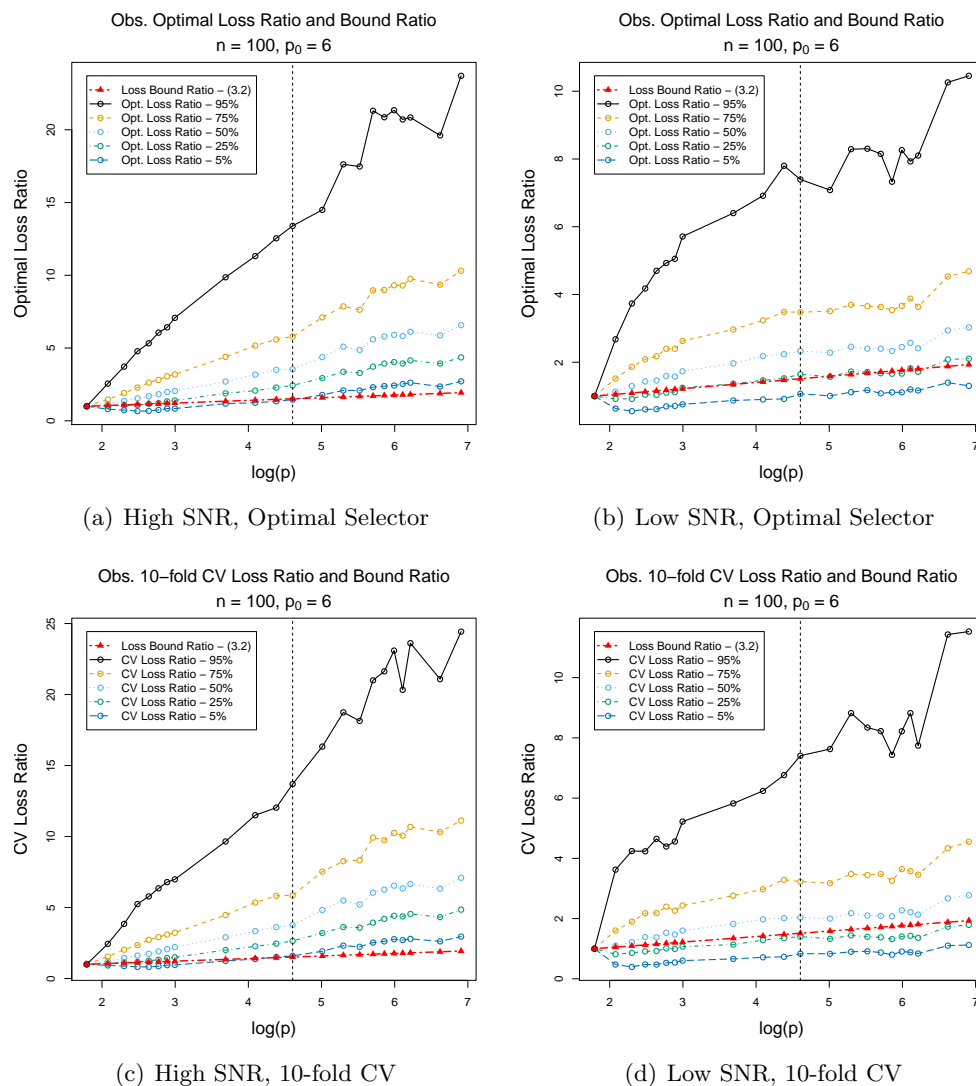 Obs. Optimal Loss Ratio and Bound Ratio
n = 100, p0 = 6
Optimal Loss Ratio
0 5 10 15 20
Loss Bound Ratio − (3.2)
Opt. Loss Ratio − 95%
Opt. Loss Ratio − 75%
Opt. Loss Ratio − 50%
Opt. Loss Ratio − 25%
Opt. Loss Ratio − 5%
2 3 4 5 6 7
log(p)
(a) High SNR, Optimal Selector
Obs. Optimal Loss Ratio and Bound Ratio
n = 100, p0 = 6
Optimal Loss Ratio
0 2 4 6 8 10
Loss Bound Ratio − (3.2)
Opt. Loss Ratio − 95%
Opt. Loss Ratio − 75%
Opt. Loss Ratio − 50%
Opt. Loss Ratio − 25%
Opt. Loss Ratio − 5%
2 3 4 5 6 7
log(p)
(b) Low SNR, Optimal Selector
Obs. 10−fold CV Loss Ratio and Bound Ratio
n = 100, p0 = 6
CV Loss Ratio
0 5 10 15 20 25
Loss Bound Ratio − (3.2)
CV Loss Ratio − 95%
CV Loss Ratio − 75%
CV Loss Ratio − 50%
CV Loss Ratio − 25%
CV Loss Ratio − 5%
2 3 4 5 6 7
log(p)
(c) High SNR, 10-fold CV
Obs. 10−fold CV Loss Ratio and Bound Ratio
n = 100, p0 = 6
CV Loss Ratio
0 2 4 6 8 10
Loss Bound Ratio − (3.2)
CV Loss Ratio − 95%
CV Loss Ratio − 75%
CV Loss Ratio − 50%
CV Loss Ratio − 25%
CV Loss Ratio − 5%
2 3 4 5 6 7
log(p)
(d) Low SNR, 10-fold CV